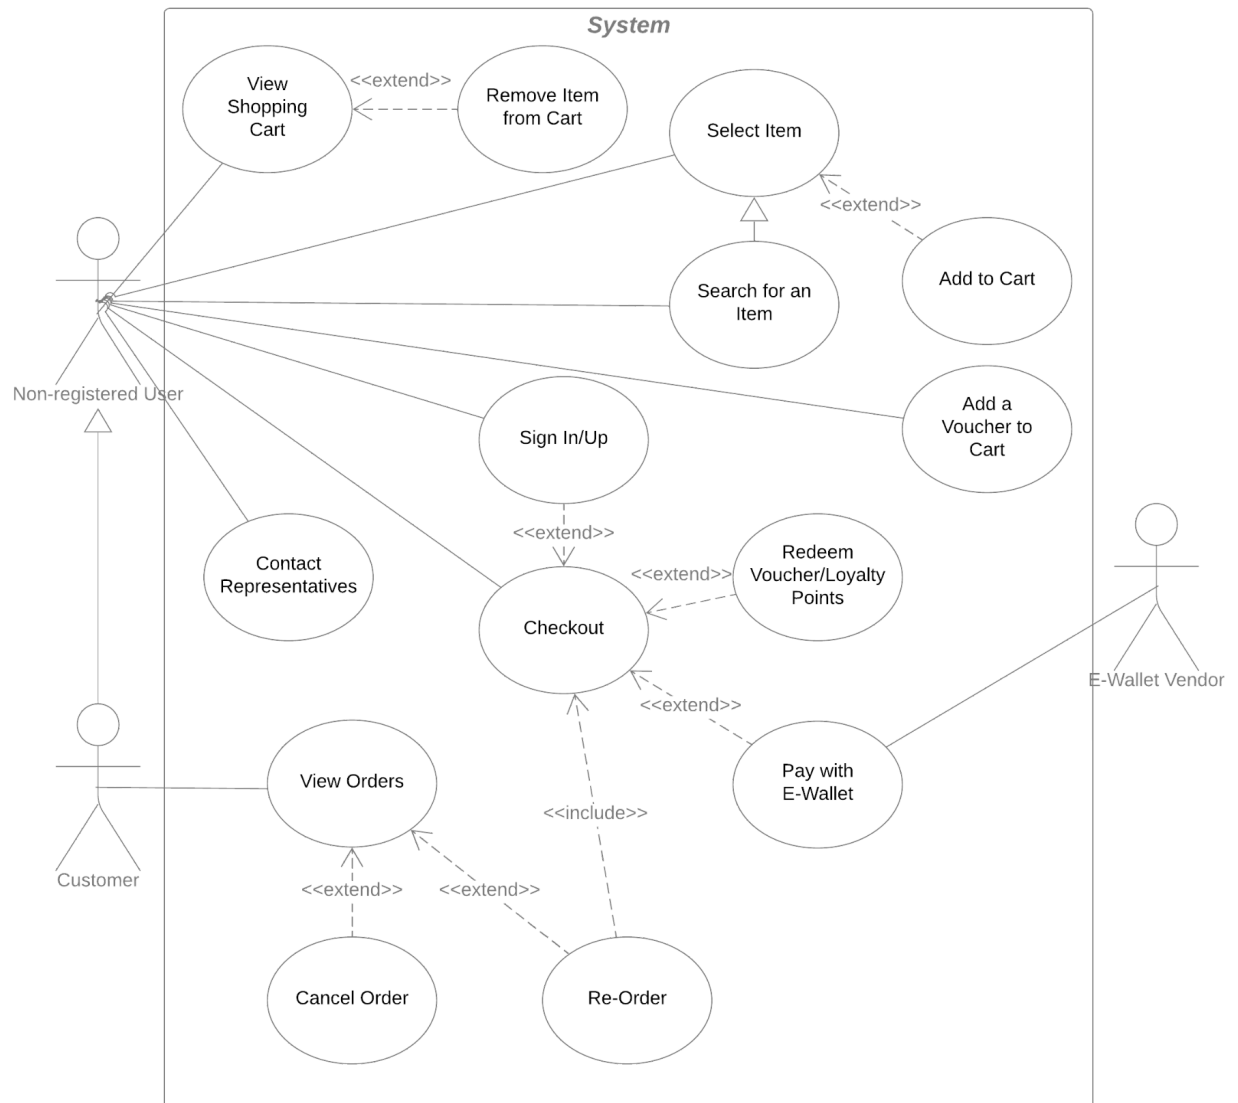 System
View
Shopping
Cart
<<extend>>
Remove Item
from Cart
Select Item
<<extend>>
Add to Cart
Search for an
Item
Non-registered User
Add a
Voucher to
Cart
Sign In/Up
<<extend>>
Contact
Representatives
<<extend>>
Redeem
Voucher/Loyalty
Points
Checkout
E-Wallet Vendor
<<extend>>
View Orders
Pay with
E-Wallet
<<include>>
Customer
<<extend>>
<<extend>>
Cancel Order
Re-Order